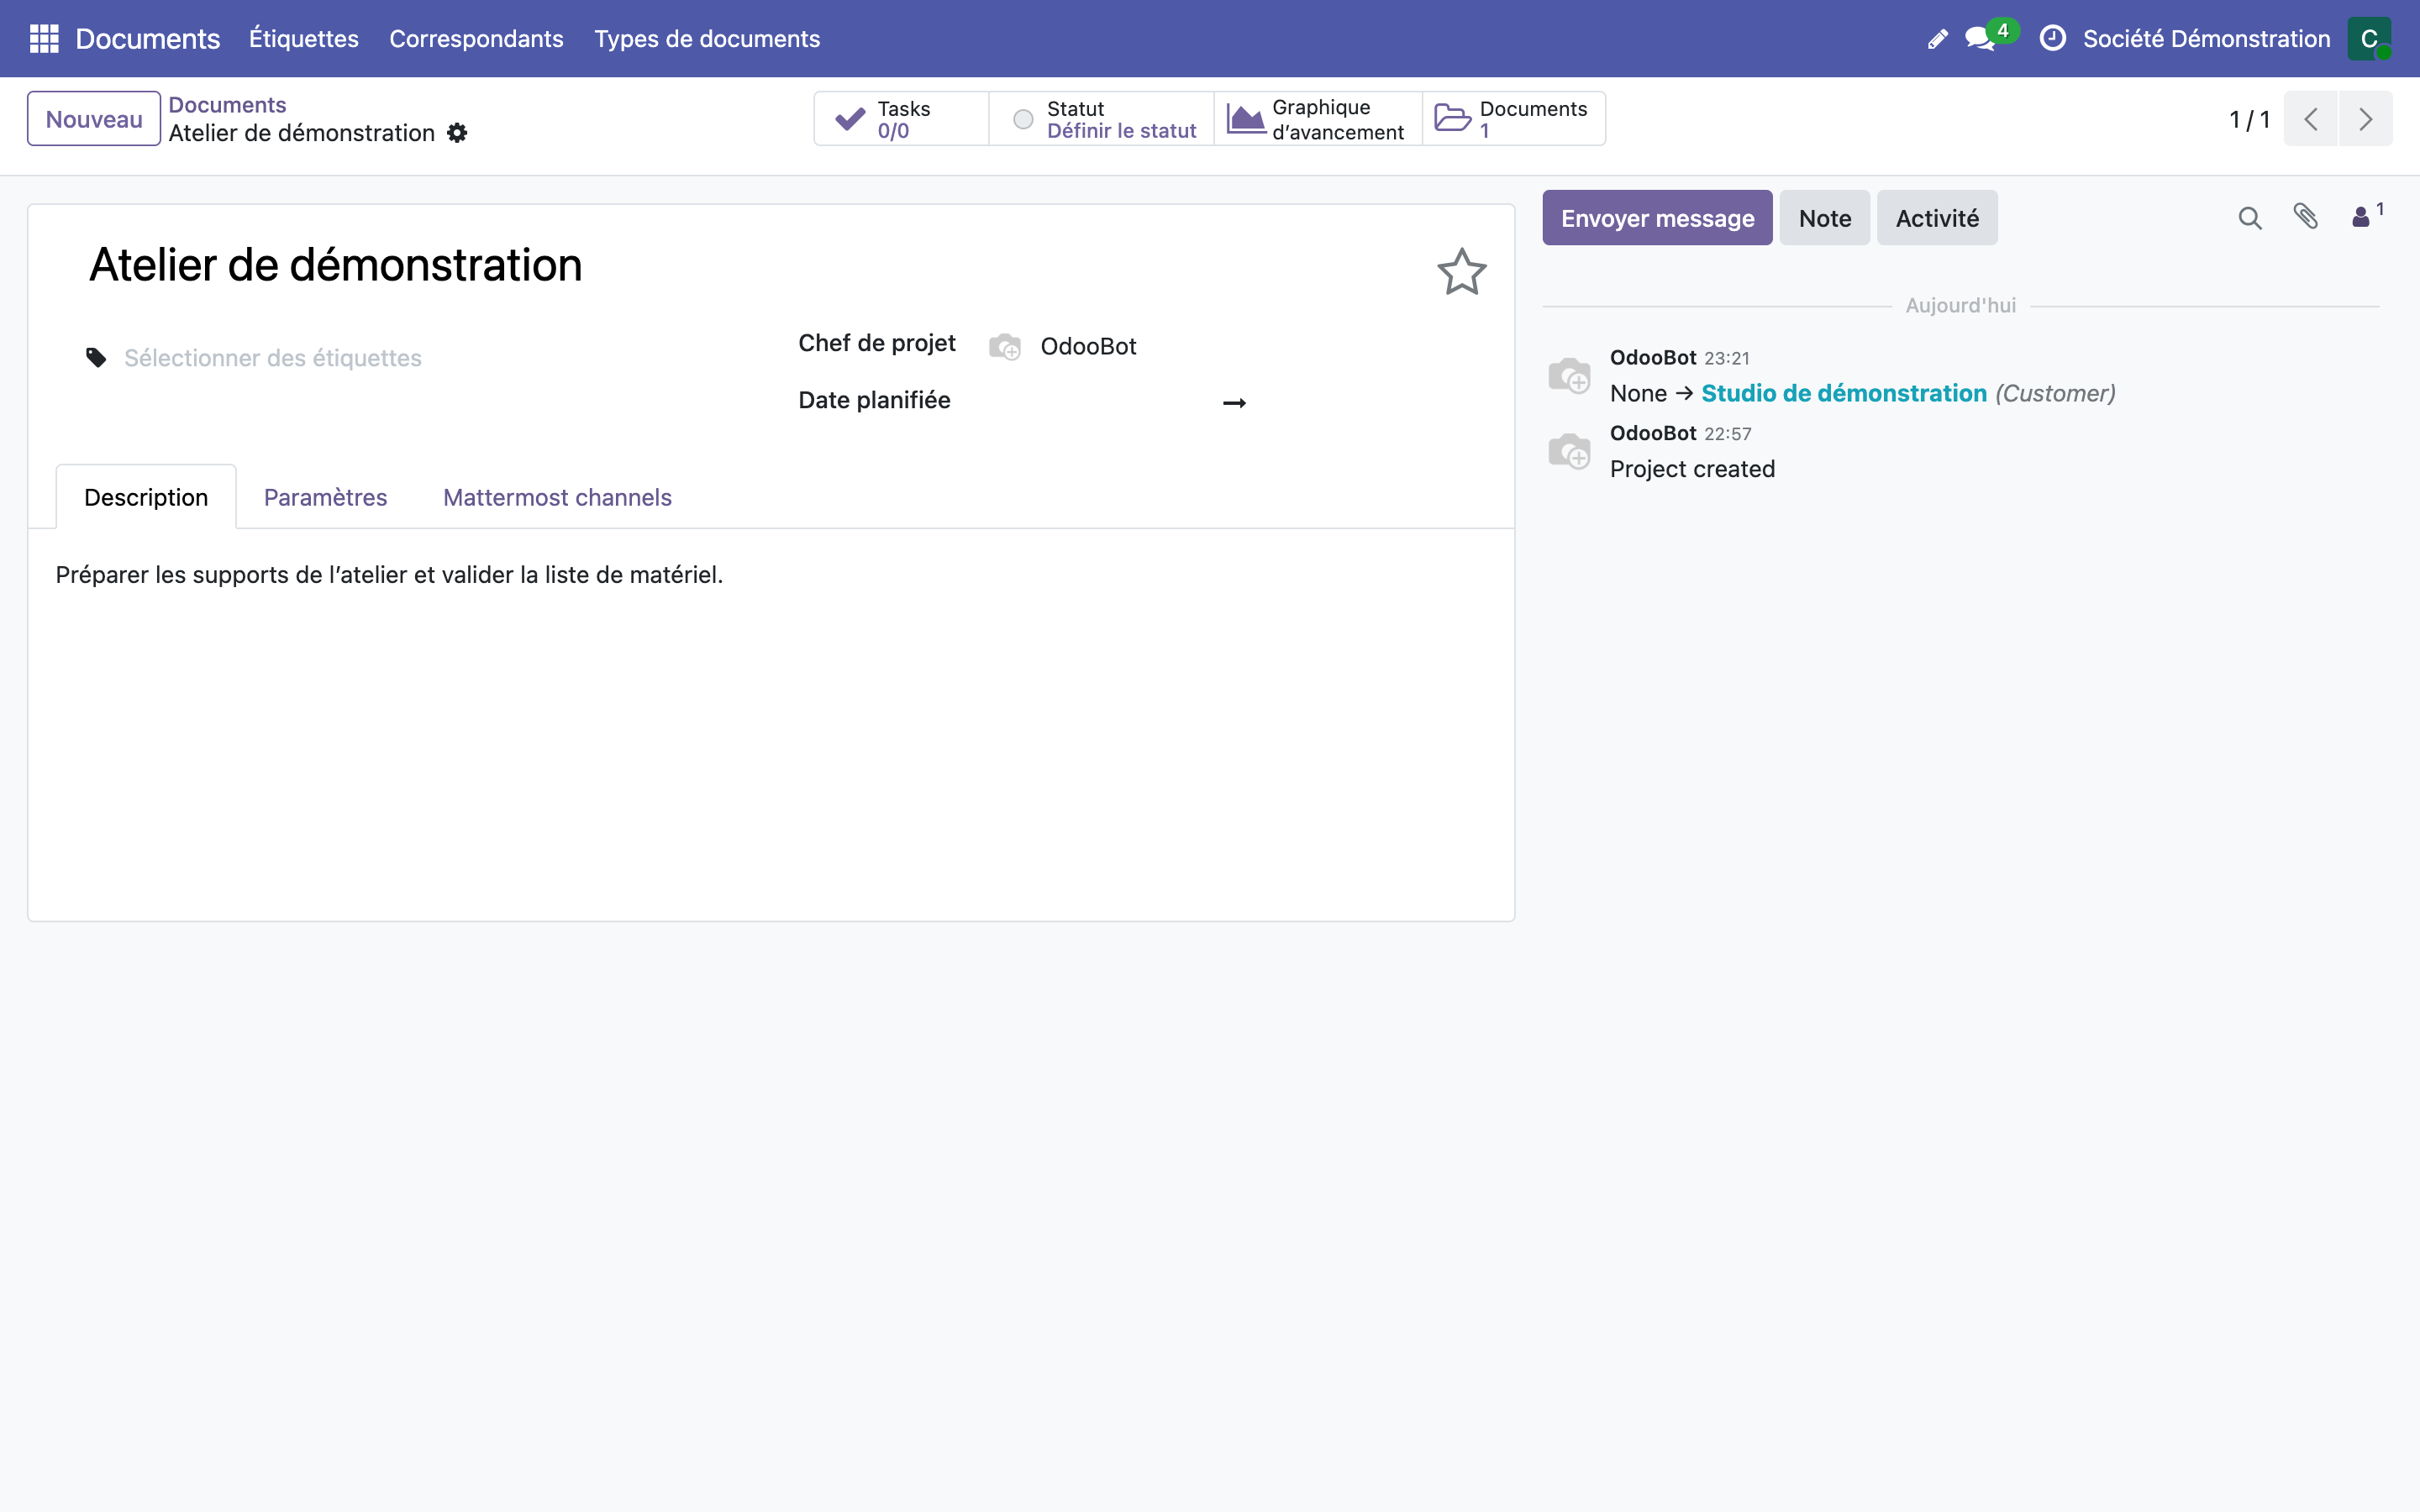 Documents Étiquettes Correspondants Types de documents 4 Société Démonstration C
Nouveau
Documents
Atelier de démonstration
Tasks
0/0
Statut
Définir le statut
Graphique
d’avancement
Documents
1
1 / 1
Atelier de démonstration
Sélectionner des étiquettes
Chef de projet OdooBot
Date planifiée
Description Paramètres Mattermost channels
Préparer les supports de l’atelier et valider la liste de matériel.
Envoyer message Note Activité 1
Aujourd'hui
OdooBot 23:21
None → Studio de démonstration (Customer)
OdooBot 22:57
Project created